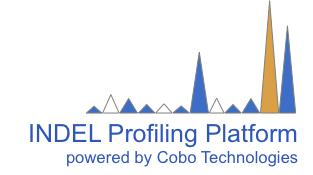 INDEL Profiling Platform
powered by Cobo Technologies